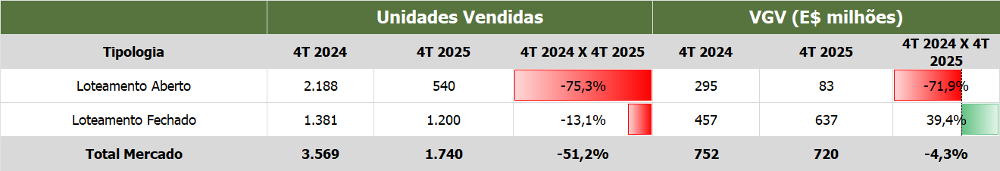 Unidades Vendidas VGV (E$ milhões)
Tipologia 4T 2024 4T 2025 4T 2024 X 4T 2025 4T 2024 4T 2025 4T 2024 X 4T
2025
Loteamento Aberto 2.188 540 -75,3% 295 83 -71,9%
Loteamento Fechado 1.381 1.200 -13,1% 457 637 39,4%
Total Mercado 3.569 1.740 -51,2% 752 720 -4,3%